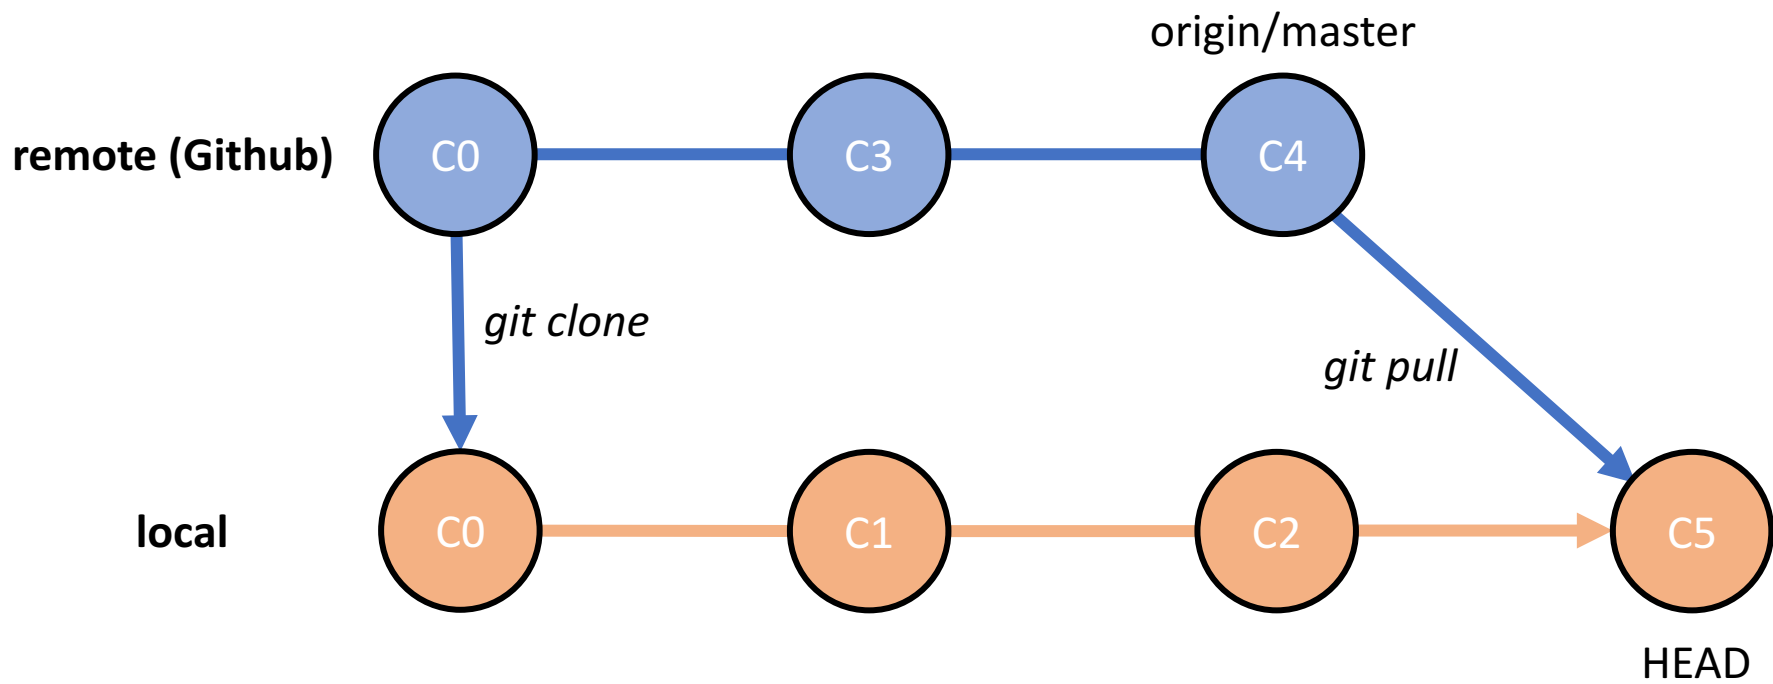 origin/master
remote (Github)
C0
C3
C4
git clone
git pull
local
C0
C1
C2
C5
HEAD